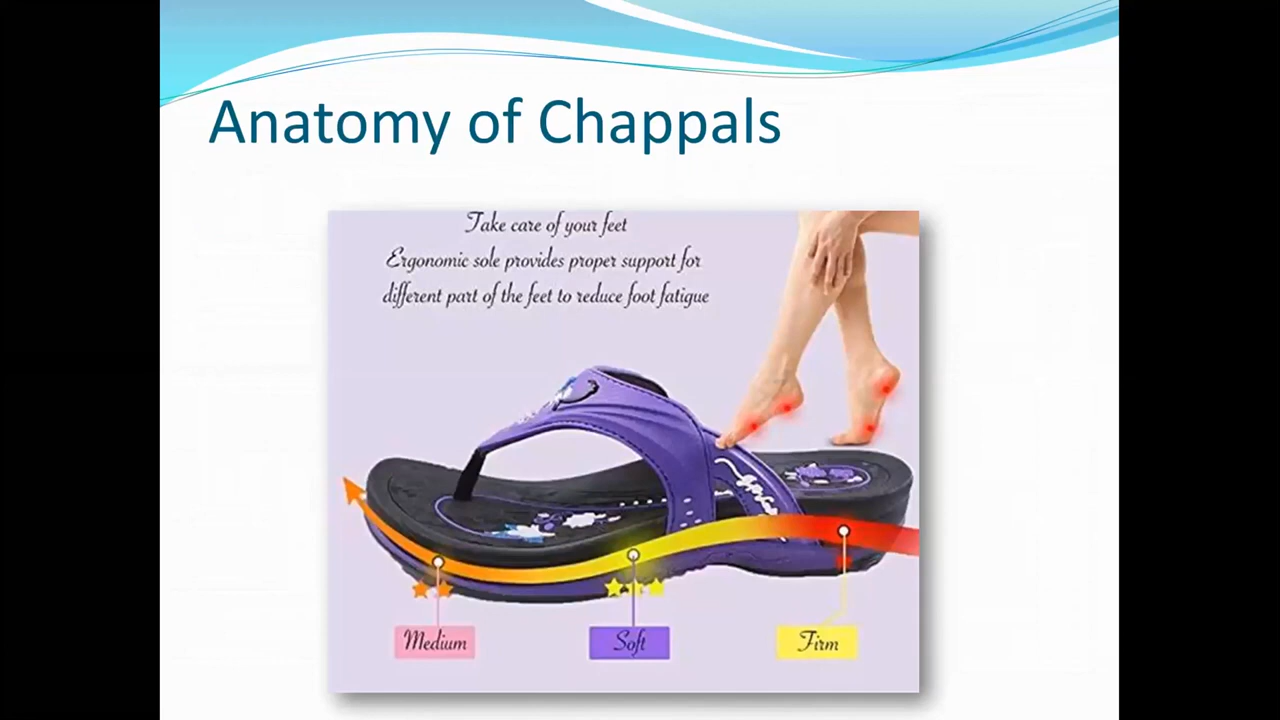 Anatomy of Chappals
Take care of your feet
Ergonomic sole provides proper support for
different part of the feet to reduce foot fatigue
Medium
Soft
Firm